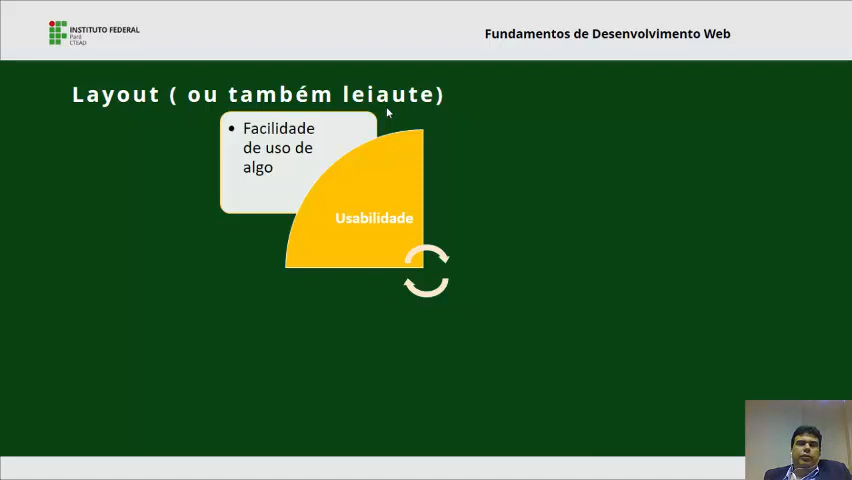 INSTITUTO FEDERAL
Pará
CTEAD
Fundamentos de Desenvolvimento Web
Layout ( ou também leiaute)
• Facilidade
de uso de
algo
Usabilidade